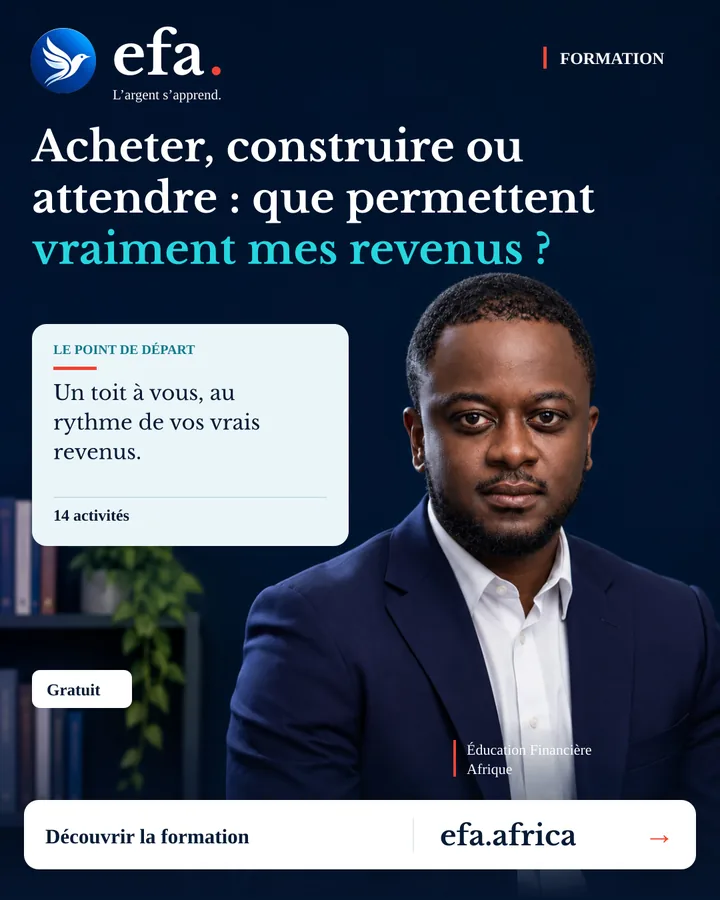 efa.
L’argent s’apprend.
FORMATION
Acheter, construire ou
attendre : que permettent
vraiment mes revenus ?
LE POINT DE DÉPART
Un toit à vous, au
rythme de vos vrais
revenus.
14 activités
Gratuit
Éducation Financière
Afrique
Découvrir la formation
efa.africa →